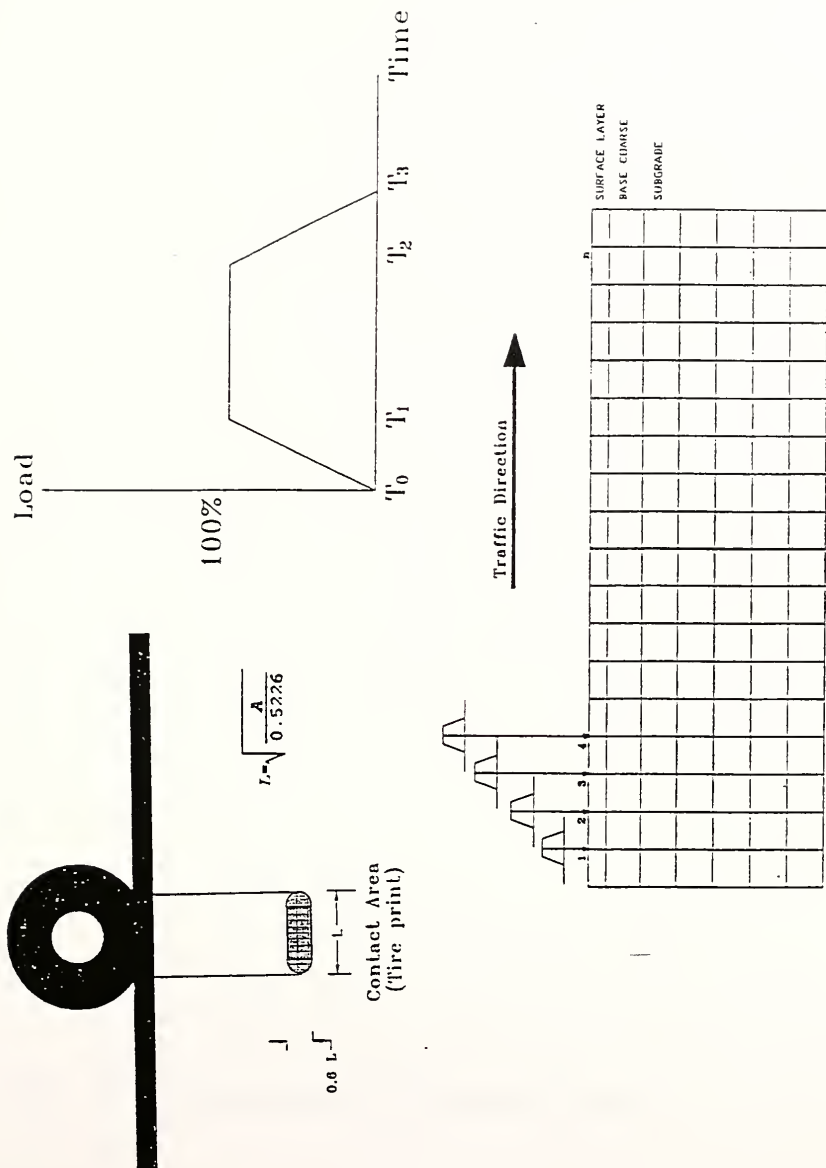 L=√A/0.5226
0.6 L
L
Contact Area
(Tire print)
Load
100%
T0 T1 T2 T3 Time
Traffic Direction
1 2 3 4 n
SURFACE LAYER
BASE COARSE
SUBGRADE